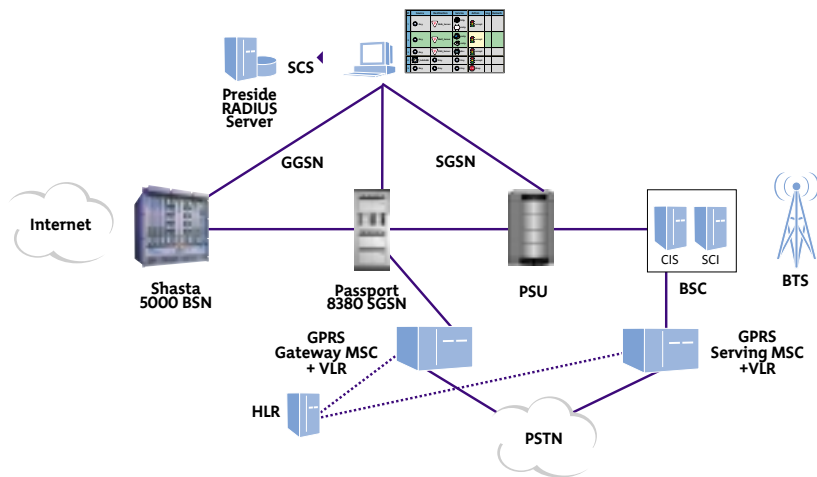 SCS
Preside
RADIUS
Server
GGSN
SGSN
Internet
Shasta
5000 BSN
Passport
8380 SGSN
PSU
CIS
SCI
BSC
BTS
GPRS
Gateway MSC
+ VLR
GPRS
Serving MSC
+VLR
HLR
PSTN